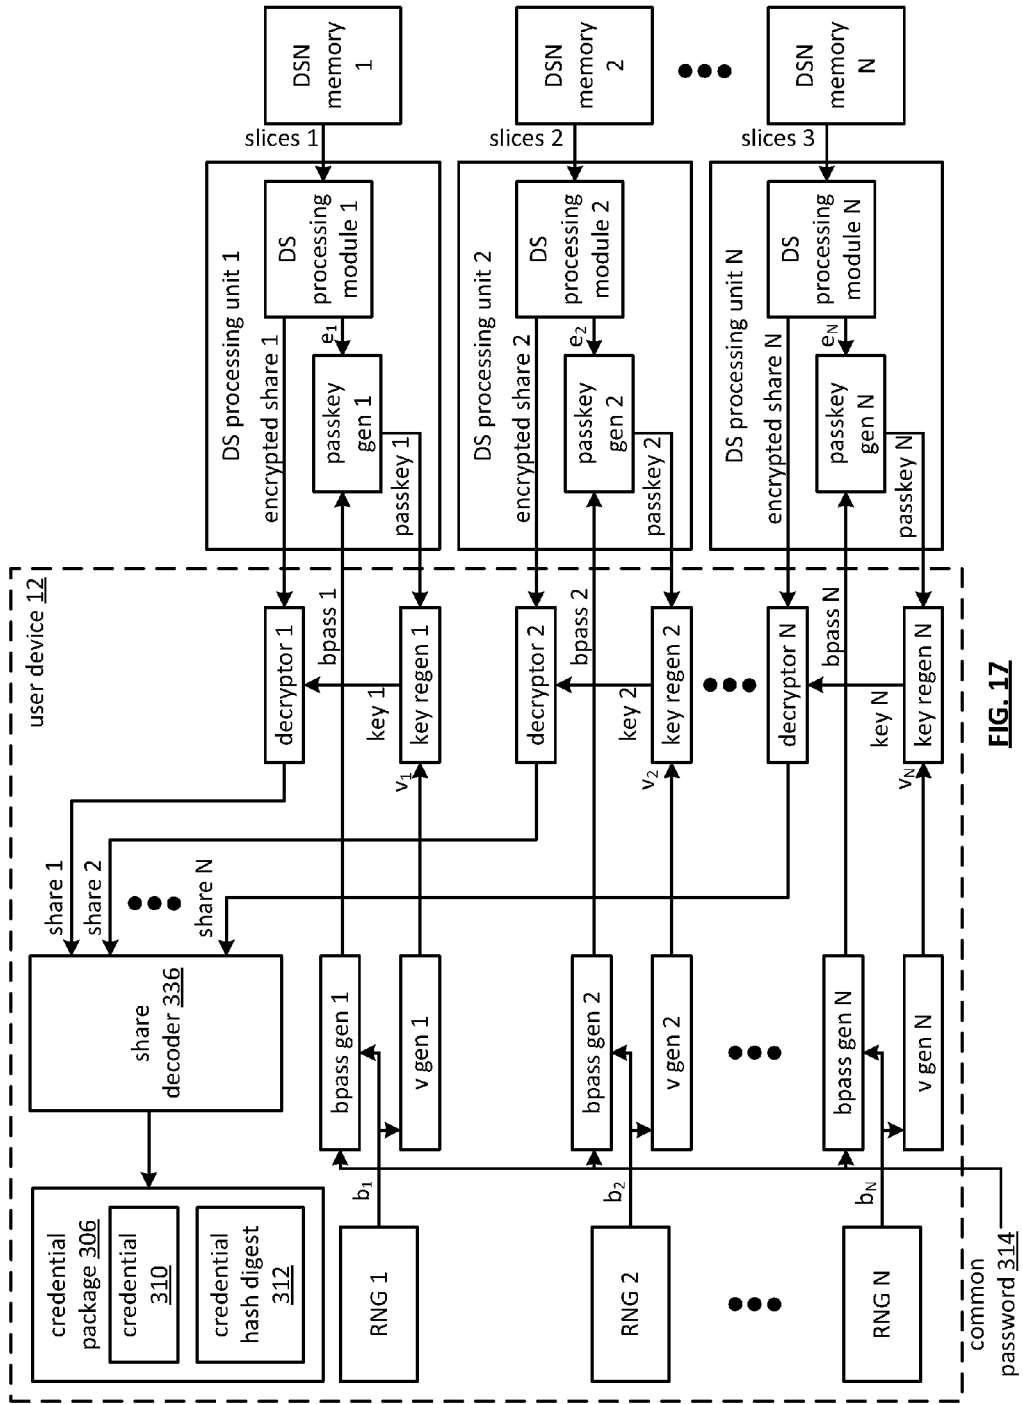 user device 12
credential
package 306
credential
310
credential
hash digest
312
share
decoder 336
share 1
share 2
share N
RNG 1
b1
bpass gen 1
v gen 1
v1
decryptor 1
key 1
key regen 1
bpass 1
DS processing unit 1
encrypted share 1
passkey
gen 1
passkey 1
e1
DS
processing
module 1
slices 1
DSN
memory
1
RNG 2
b2
bpass gen 2
v gen 2
v2
decryptor 2
key 2
key regen 2
bpass 2
DS processing unit 2
encrypted share 2
passkey
gen 2
passkey 2
e2
DS
processing
module 2
slices 2
DSN
memory
2
RNG N
bN
bpass gen N
v gen N
vN
decryptor N
key N
key regen N
bpass N
DS processing unit N
encrypted share N
passkey
gen N
passkey N
eN
DS
processing
module N
slices 3
DSN
memory
N
common
password 314
FIG. 17